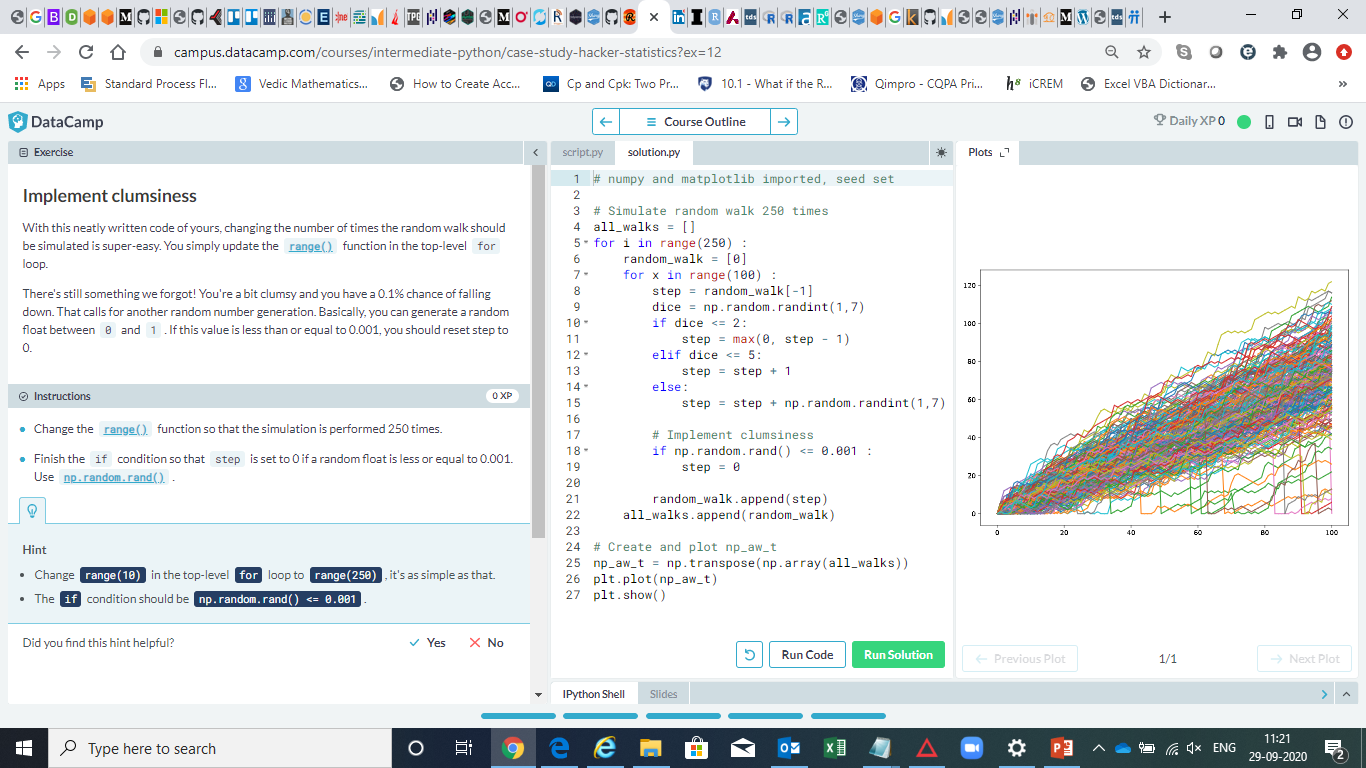 campus.datacamp.com/courses/intermediate-python/case-study-hacker-statistics?ex=12
Apps Standard Process Fl... Vedic Mathematics... How to Create Acc... Cp and Cpk: Two Pr... 10.1 - What if the R... Qimpro - CQPA Pri... iCREM Excel VBA Dictionar... »
DataCamp
Course Outline
Daily XP 0
Exercise
Implement clumsiness
With this neatly written code of yours, changing the number of times the random walk should
be simulated is super-easy. You simply update the range() function in the top-level for
loop.
There's still something we forgot! You're a bit clumsy and you have a 0.1% chance of falling
down. That calls for another random number generation. Basically, you can generate a random
float between 0 and 1 . If this value is less than or equal to 0.001, you should reset step to
0.
Instructions 0 XP
Change the range() function so that the simulation is performed 250 times.
Finish the if condition so that step is set to 0 if a random float is less or equal to 0.001.
Use np.random.rand() .
Hint
Change range(10) in the top-level for loop to range(250) , it's as simple as that.
The if condition should be np.random.rand() <= 0.001 .
Did you find this hint helpful? Yes No
script.py solution.py
1 # numpy and matplotlib imported, seed set
2
3 # Simulate random walk 250 times
4 all_walks = []
5 for i in range(250) :
6 random_walk = [0]
7 for x in range(100) :
8 step = random_walk[-1]
9 dice = np.random.randint(1,7)
10 if dice <= 2:
11 step = max(0, step - 1)
12 elif dice <= 5:
13 step = step + 1
14 else:
15 step = step + np.random.randint(1,7)
16
17 # Implement clumsiness
18 if np.random.rand() <= 0.001 :
19 step = 0
20
21 random_walk.append(step)
22 all_walks.append(random_walk)
23
24 # Create and plot np_aw_t
25 np_aw_t = np.transpose(np.array(all_walks))
26 plt.plot(np_aw_t)
27 plt.show()
Run Code Run Solution
IPython Shell Slides
Plots
120
100
80
60
40
20
0
0 20 40 60 80 100
Previous Plot 1/1 Next Plot
Type here to search
ENG
11:21
29-09-2020
2